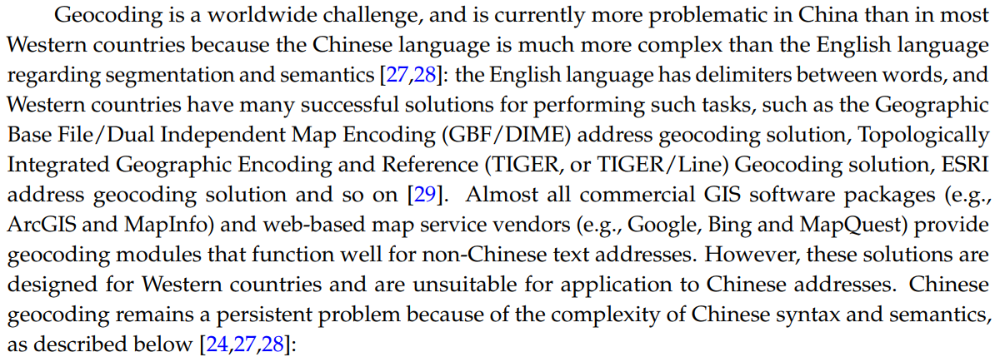 Geocoding is a worldwide challenge, and is currently more problematic in China than in most
Western countries because the Chinese language is much more complex than the English language
regarding segmentation and semantics [27,28]: the English language has delimiters between words, and
Western countries have many successful solutions for performing such tasks, such as the Geographic
Base File/Dual Independent Map Encoding (GBF/DIME) address geocoding solution, Topologically
Integrated Geographic Encoding and Reference (TIGER, or TIGER/Line) Geocoding solution, ESRI
address geocoding solution and so on [29]. Almost all commercial GIS software packages (e.g.,
ArcGIS and MapInfo) and web-based map service vendors (e.g., Google, Bing and MapQuest) provide
geocoding modules that function well for non-Chinese text addresses. However, these solutions are
designed for Western countries and are unsuitable for application to Chinese addresses. Chinese
geocoding remains a persistent problem because of the complexity of Chinese syntax and semantics,
as described below [24,27,28]: